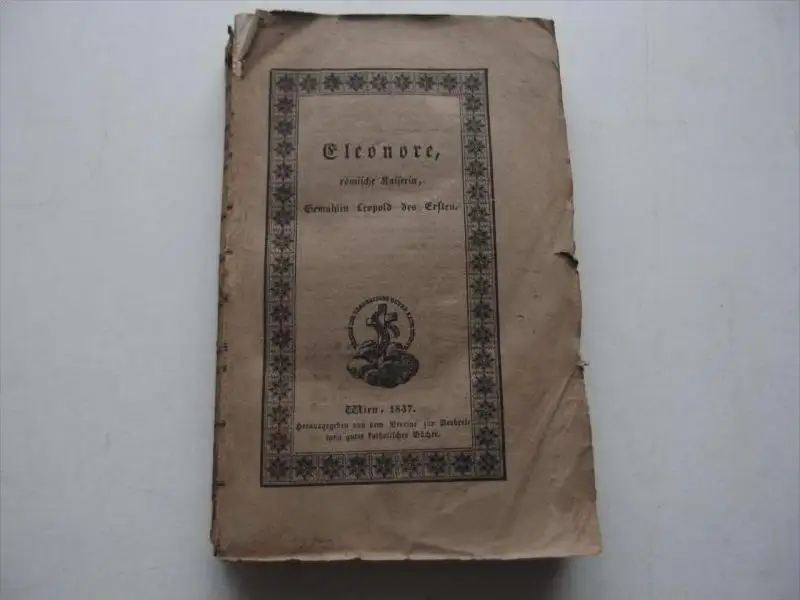 Eleonore,
römische Kaiserin,
Gemahlin Leopold des Ersten.
Wien, 1837.
Herausgegeben von dem Vereine zur Verbrei-
tung guter katholischer Bücher.